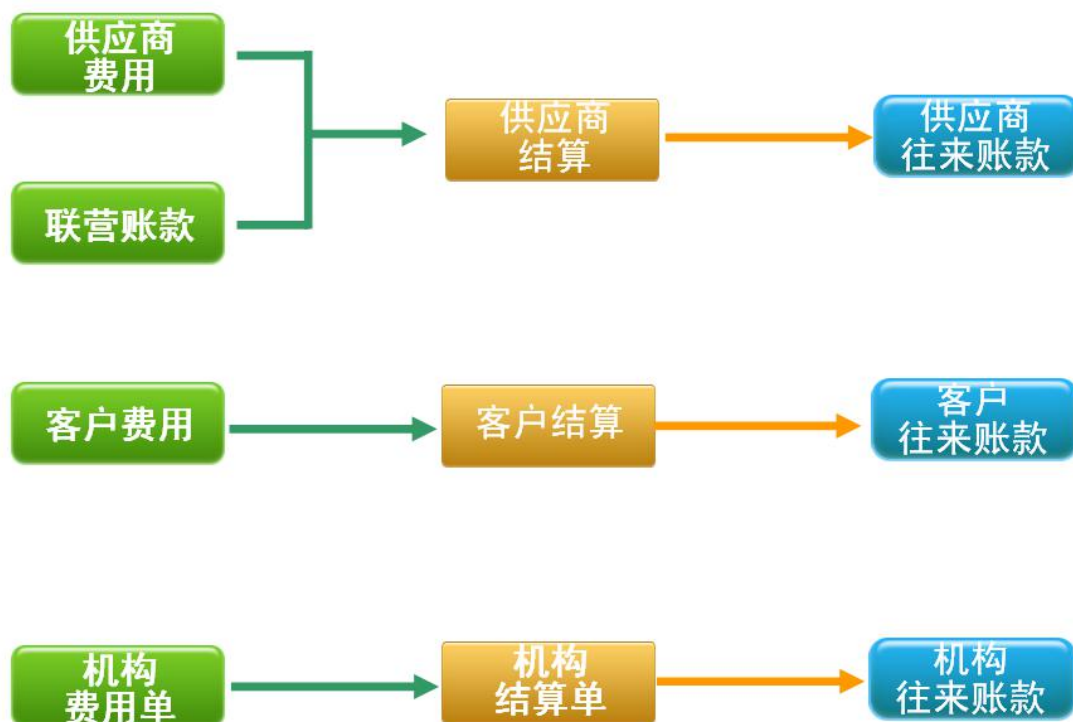 供应商
费用
供应商
结算
供应商
往来账款
联营账款
客户费用
客户结算
客户
往来账款
机构
费用单
机构
结算单
机构
往来账款